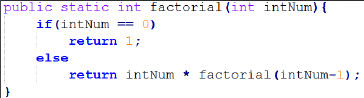 public static int factorial(int intNum){
    if(intNum == 0)
        return 1;
    else
        return intNum * factorial(intNum-1);
}